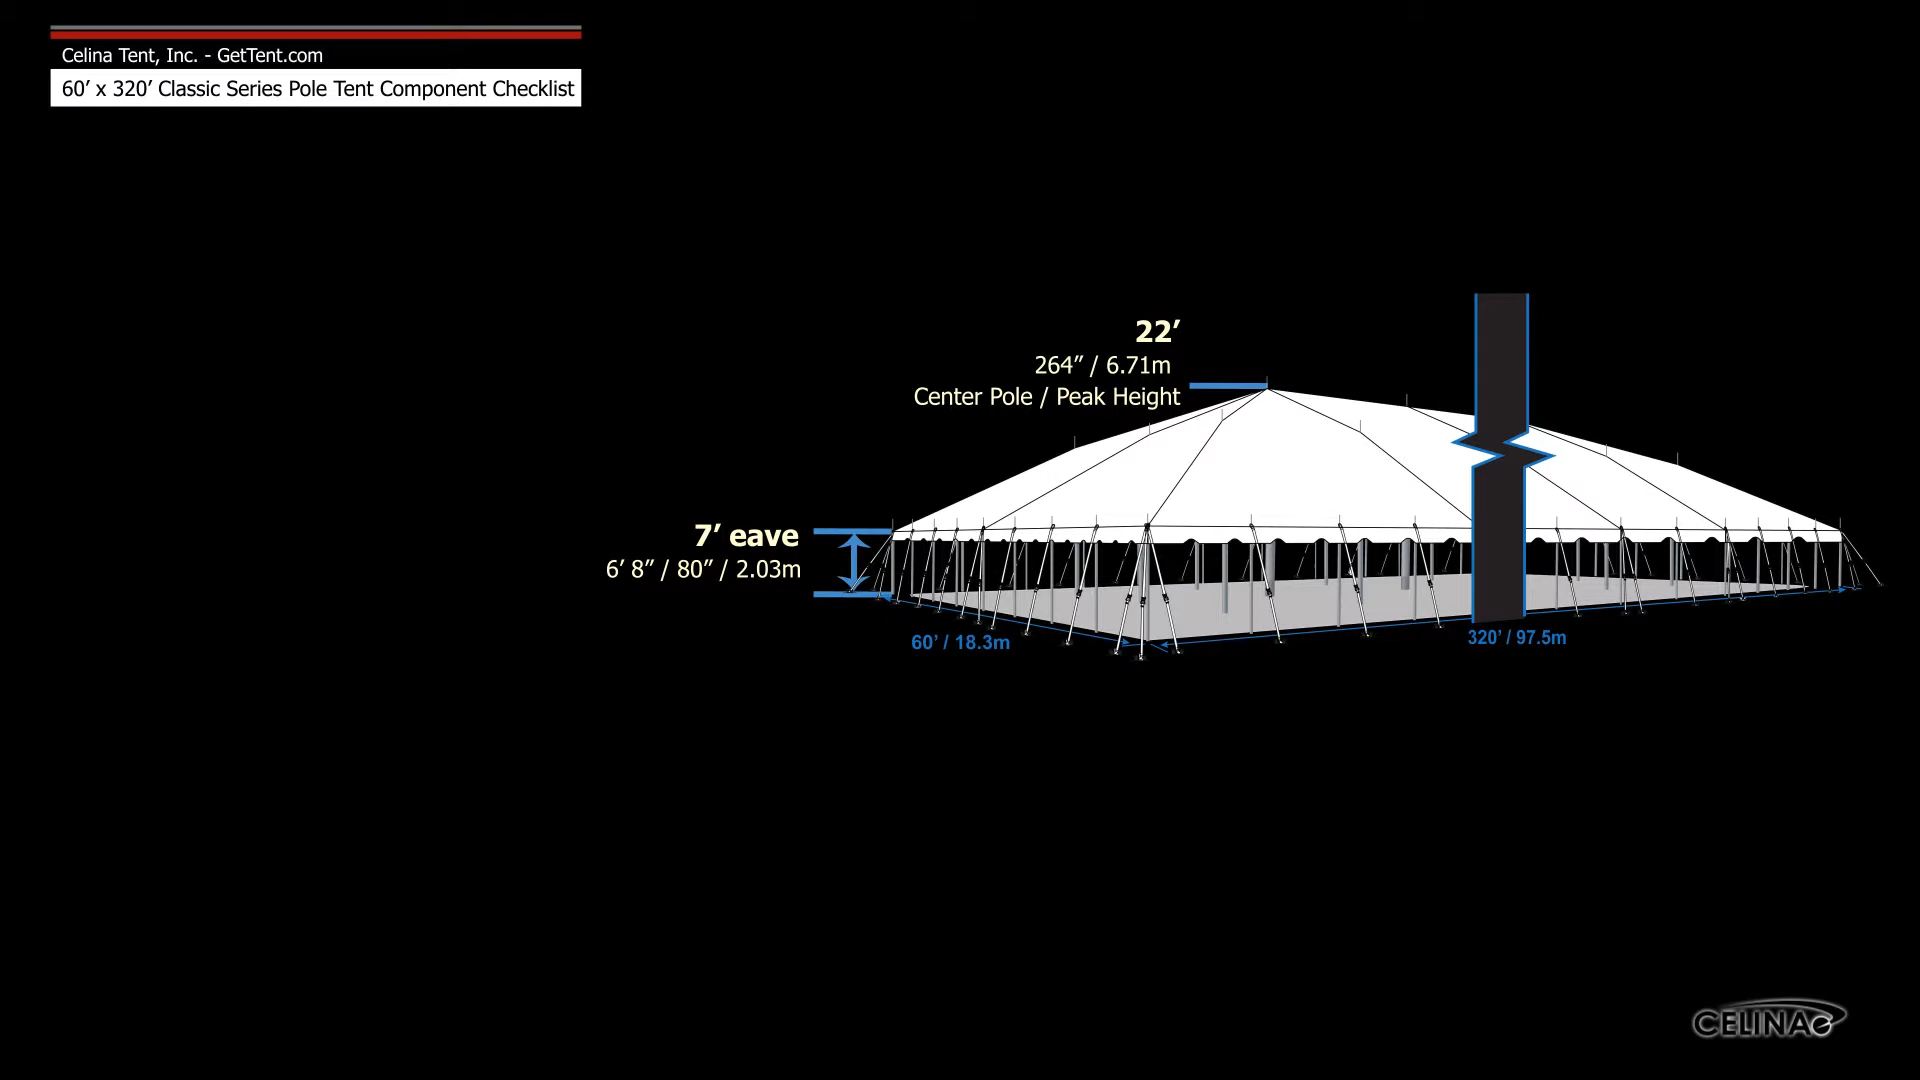 Celina Tent, Inc. - GetTent.com
60’ x 320’ Classic Series Pole Tent Component Checklist
22’
264” / 6.71m
Center Pole / Peak Height
7’ eave
6’ 8” / 80” / 2.03m
60’ / 18.3m
320’ / 97.5m
CELINA